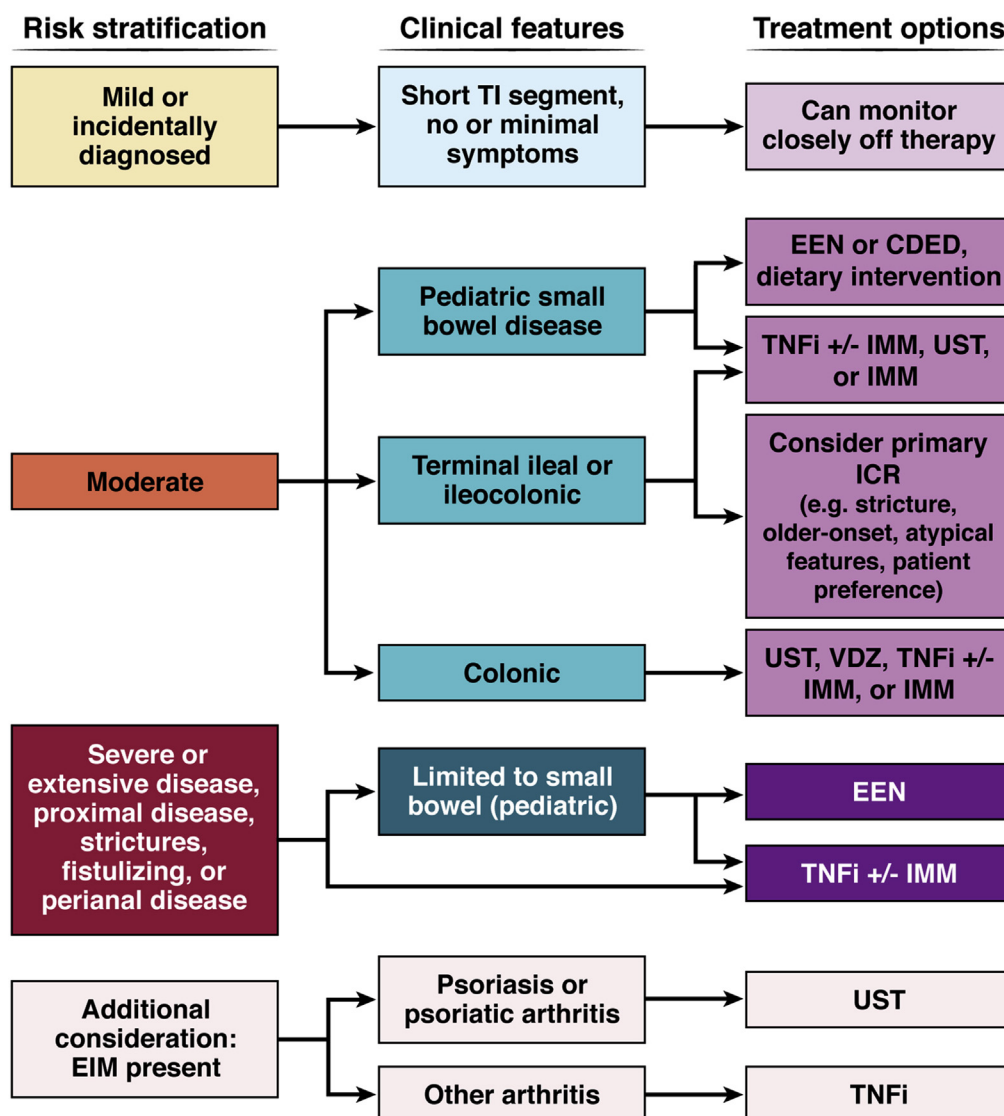 Risk stratification
Clinical features
Treatment options
Mild or
incidentally
diagnosed
Short TI segment,
no or minimal
symptoms
Can monitor
closely off therapy
Moderate
Pediatric small
bowel disease
EEN or CDED,
dietary intervention
TNFi +/- IMM, UST,
or IMM
Terminal ileal or
ileocolonic
Consider primary
ICR
(e.g. stricture,
older-onset, atypical
features, patient
preference)
Colonic
UST, VDZ, TNFi +/-
IMM, or IMM
Severe or
extensive disease,
proximal disease,
strictures,
fistulizing, or
perianal disease
Limited to small
bowel (pediatric)
EEN
TNFi +/- IMM
Additional
consideration:
EIM present
Psoriasis or
psoriatic arthritis
UST
Other arthritis
TNFi